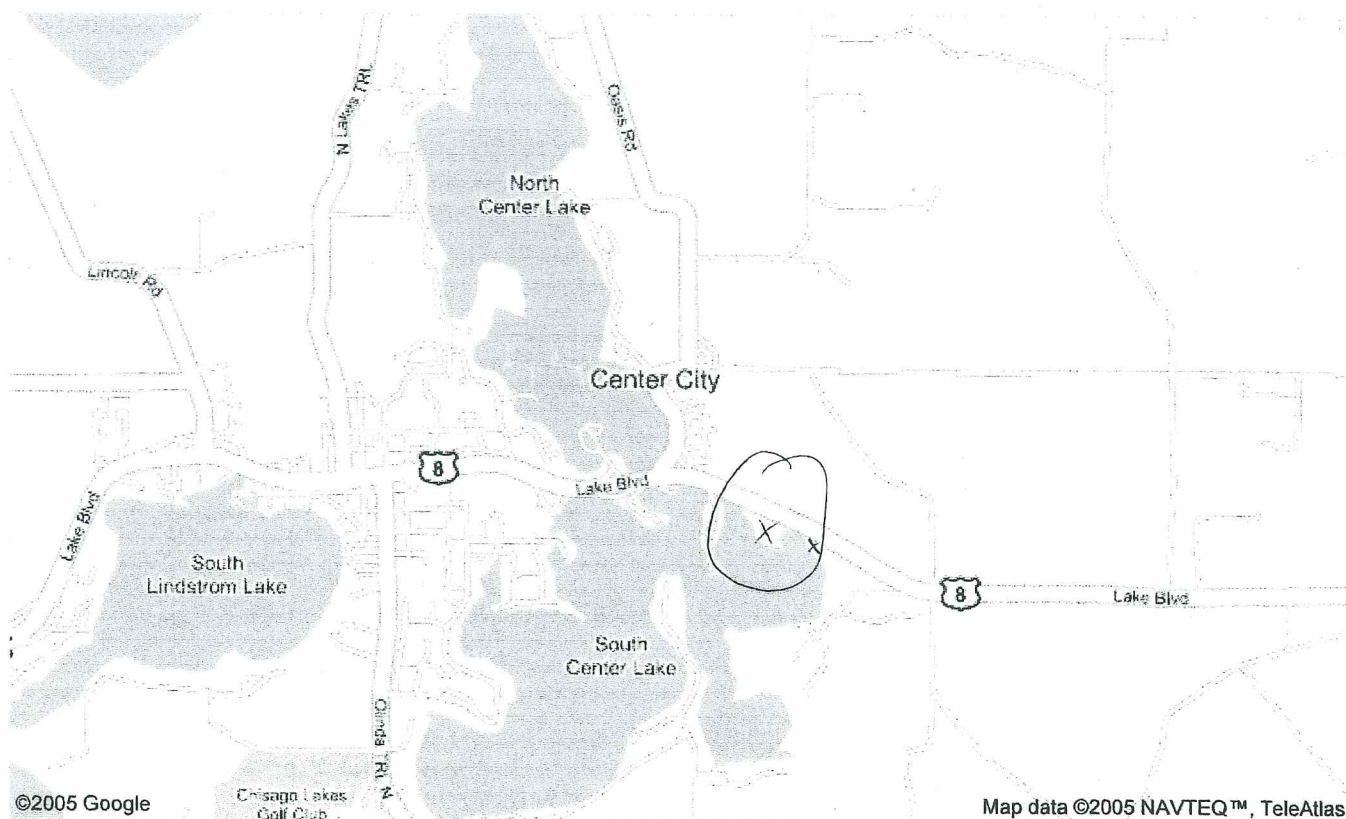 N Lakes TRL
Oasis Rd
North
Center Lake
Lincoln Rd
Center City
8
Lake Blvd
Lake Blvd
South
Lindstrom Lake
X
X
8
Lake Blvd
South
Center Lake
Olinda TRL N
©2005 Google
Chisago Lakes
Golf Club
Map data ©2005 NAVTEQ™, TeleAtlas